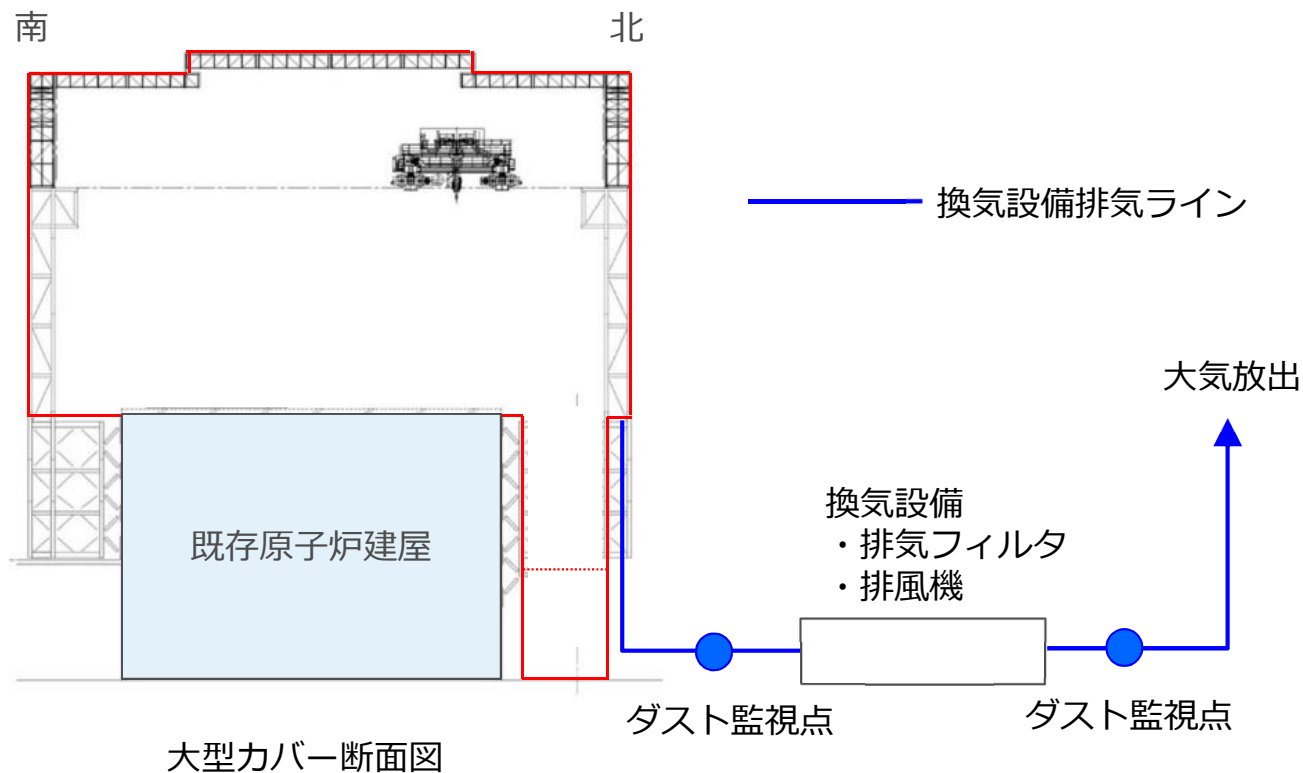 南
北
換気設備排気ライン
大気放出
換気設備
・排気フィルタ
・排風機
既存原子炉建屋
ダスト監視点
ダスト監視点
大型カバー断面図